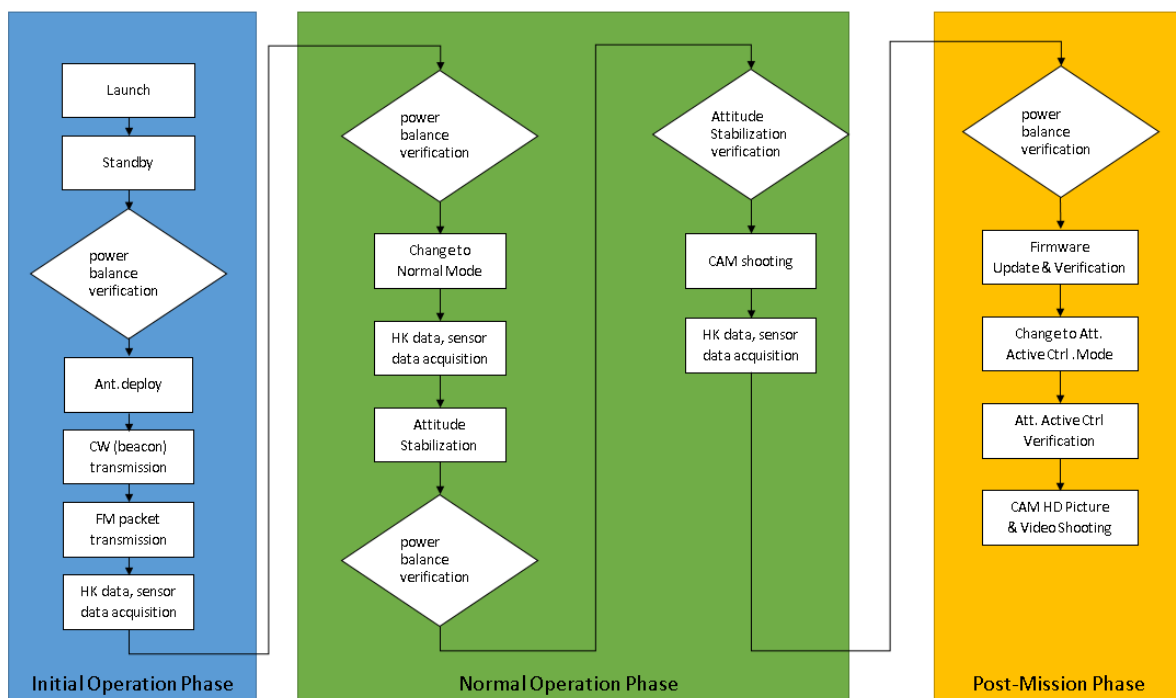 Launch
Standby
power
balance
verification
Ant. deploy
CW (beacon)
transmission
FM packet
transmission
HK data, sensor
data acquisition
Initial Operation Phase
power
balance
verification
Change to
Normal Mode
HK data, sensor
data acquisition
Attitude
Stabilization
power
balance
verification
Attitude
Stabilization
verification
CAM shooting
HK data, sensor
data acquisition
Normal Operation Phase
power
balance
verification
Firmware
Update & Verification
Change to Att.
Active Ctrl .Mode
Att. Active Ctrl
Verification
CAM HD Picture
& Video Shooting
Post-Mission Phase